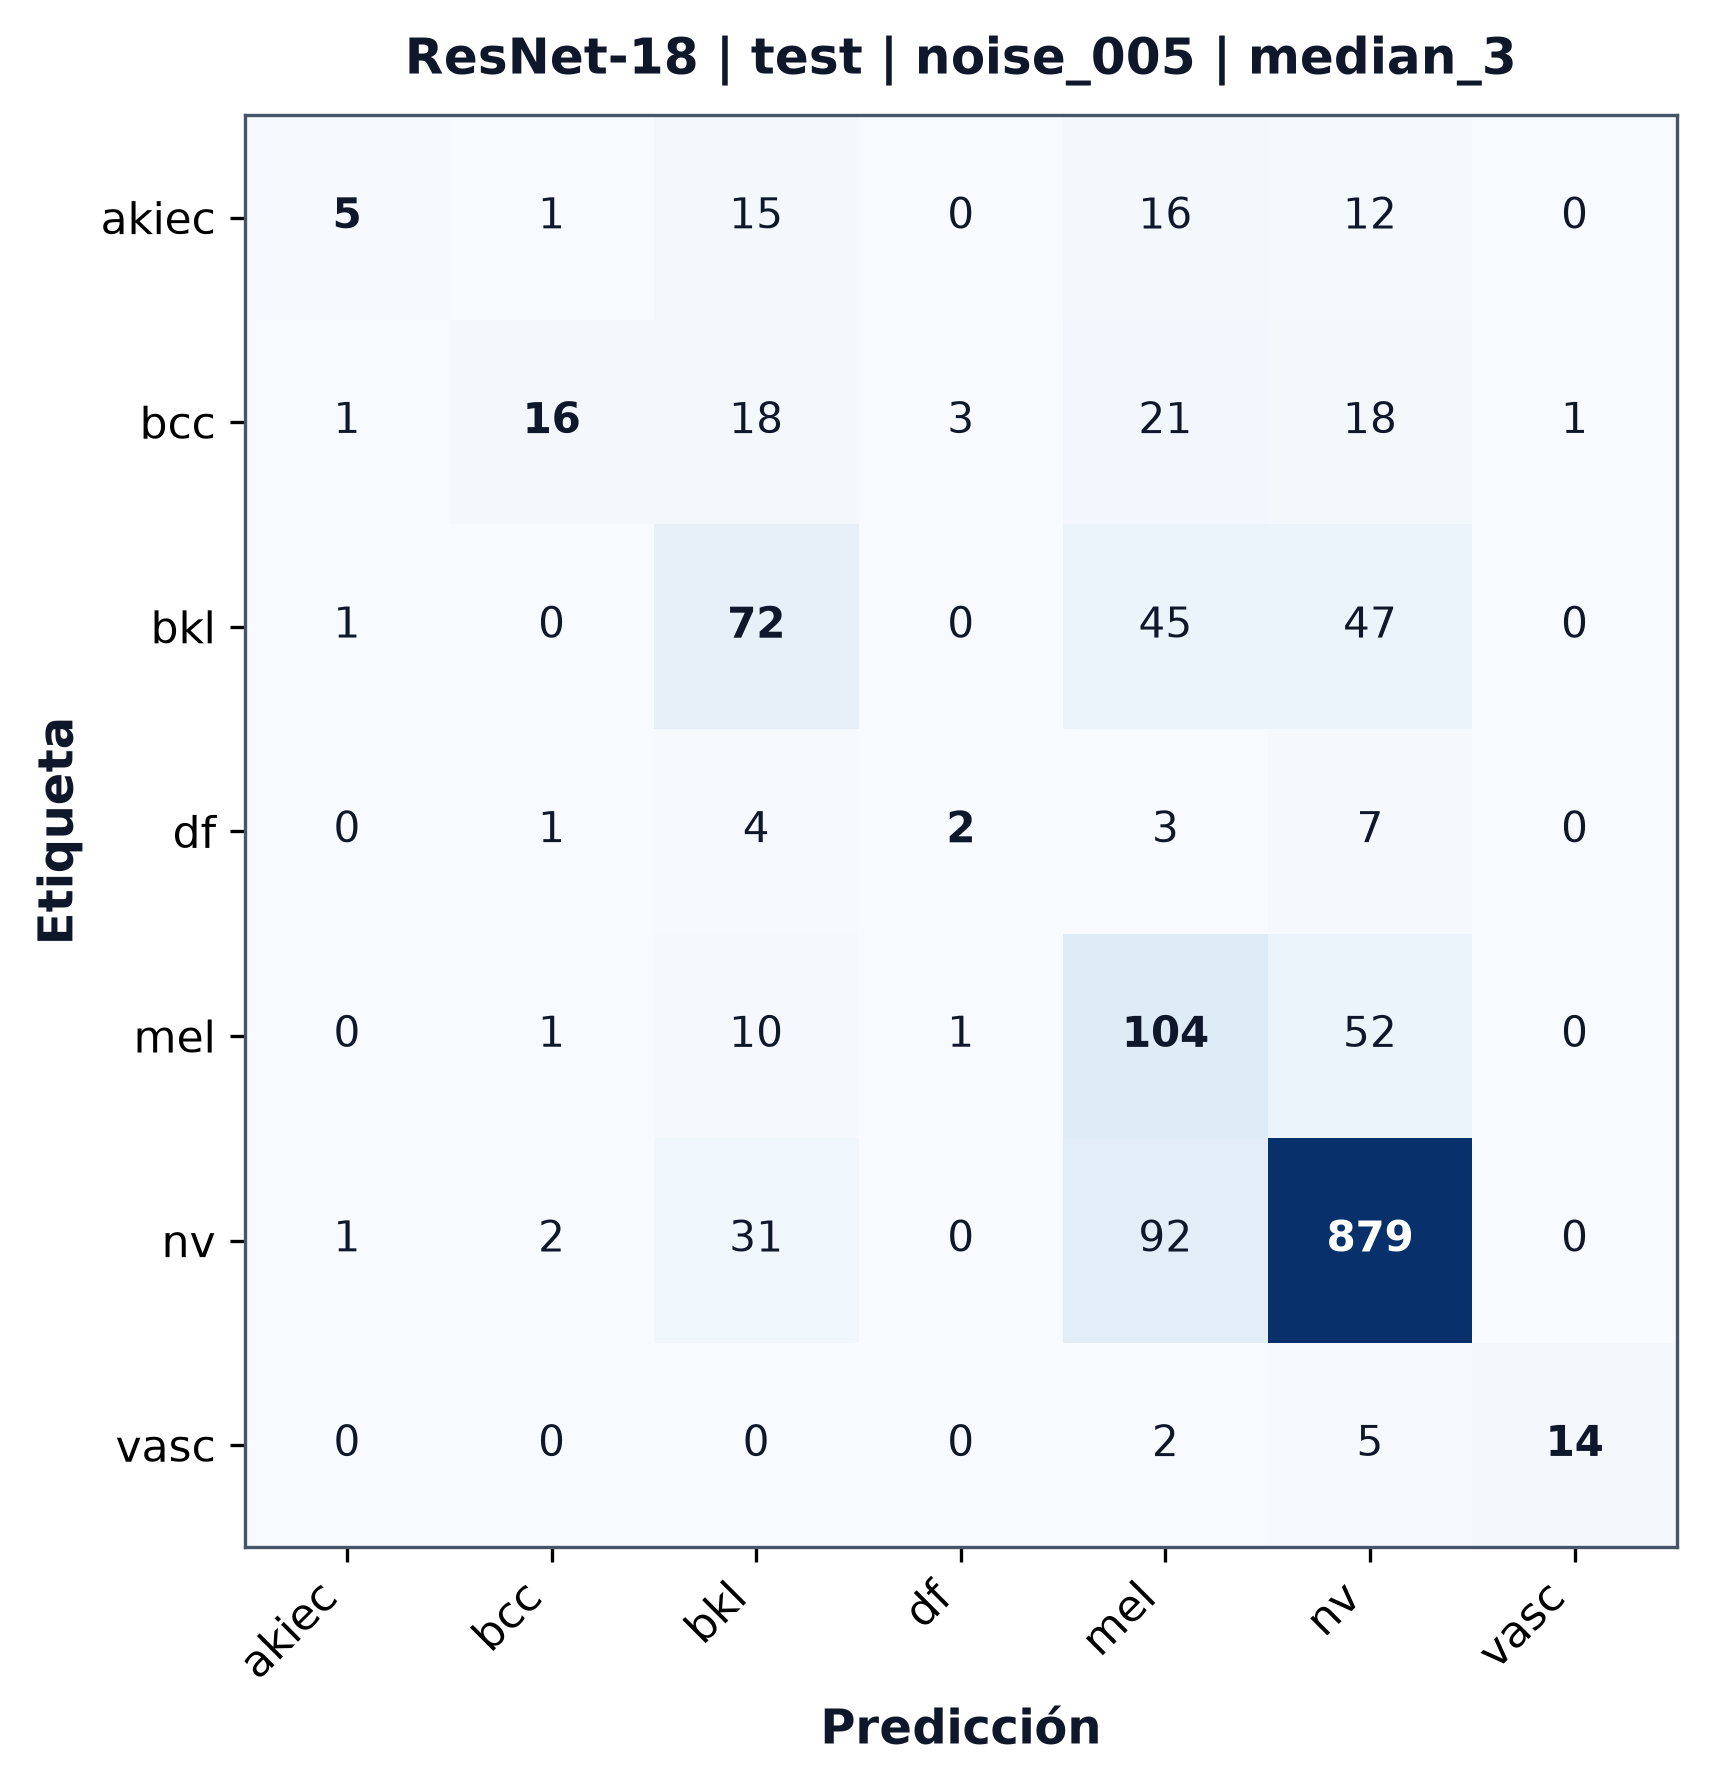 ResNet-18 | test | noise_005 | median_3
akiec 5 1 15 0 16 12 0
bcc 1 16 18 3 21 18 1
bkl 1 0 72 0 45 47 0
df 0 1 4 2 3 7 0
mel 0 1 10 1 104 52 0
nv 1 2 31 0 92 879 0
vasc 0 0 0 0 2 5 14
Etiqueta
akiec bcc bkl df mel nv vasc
Predicción